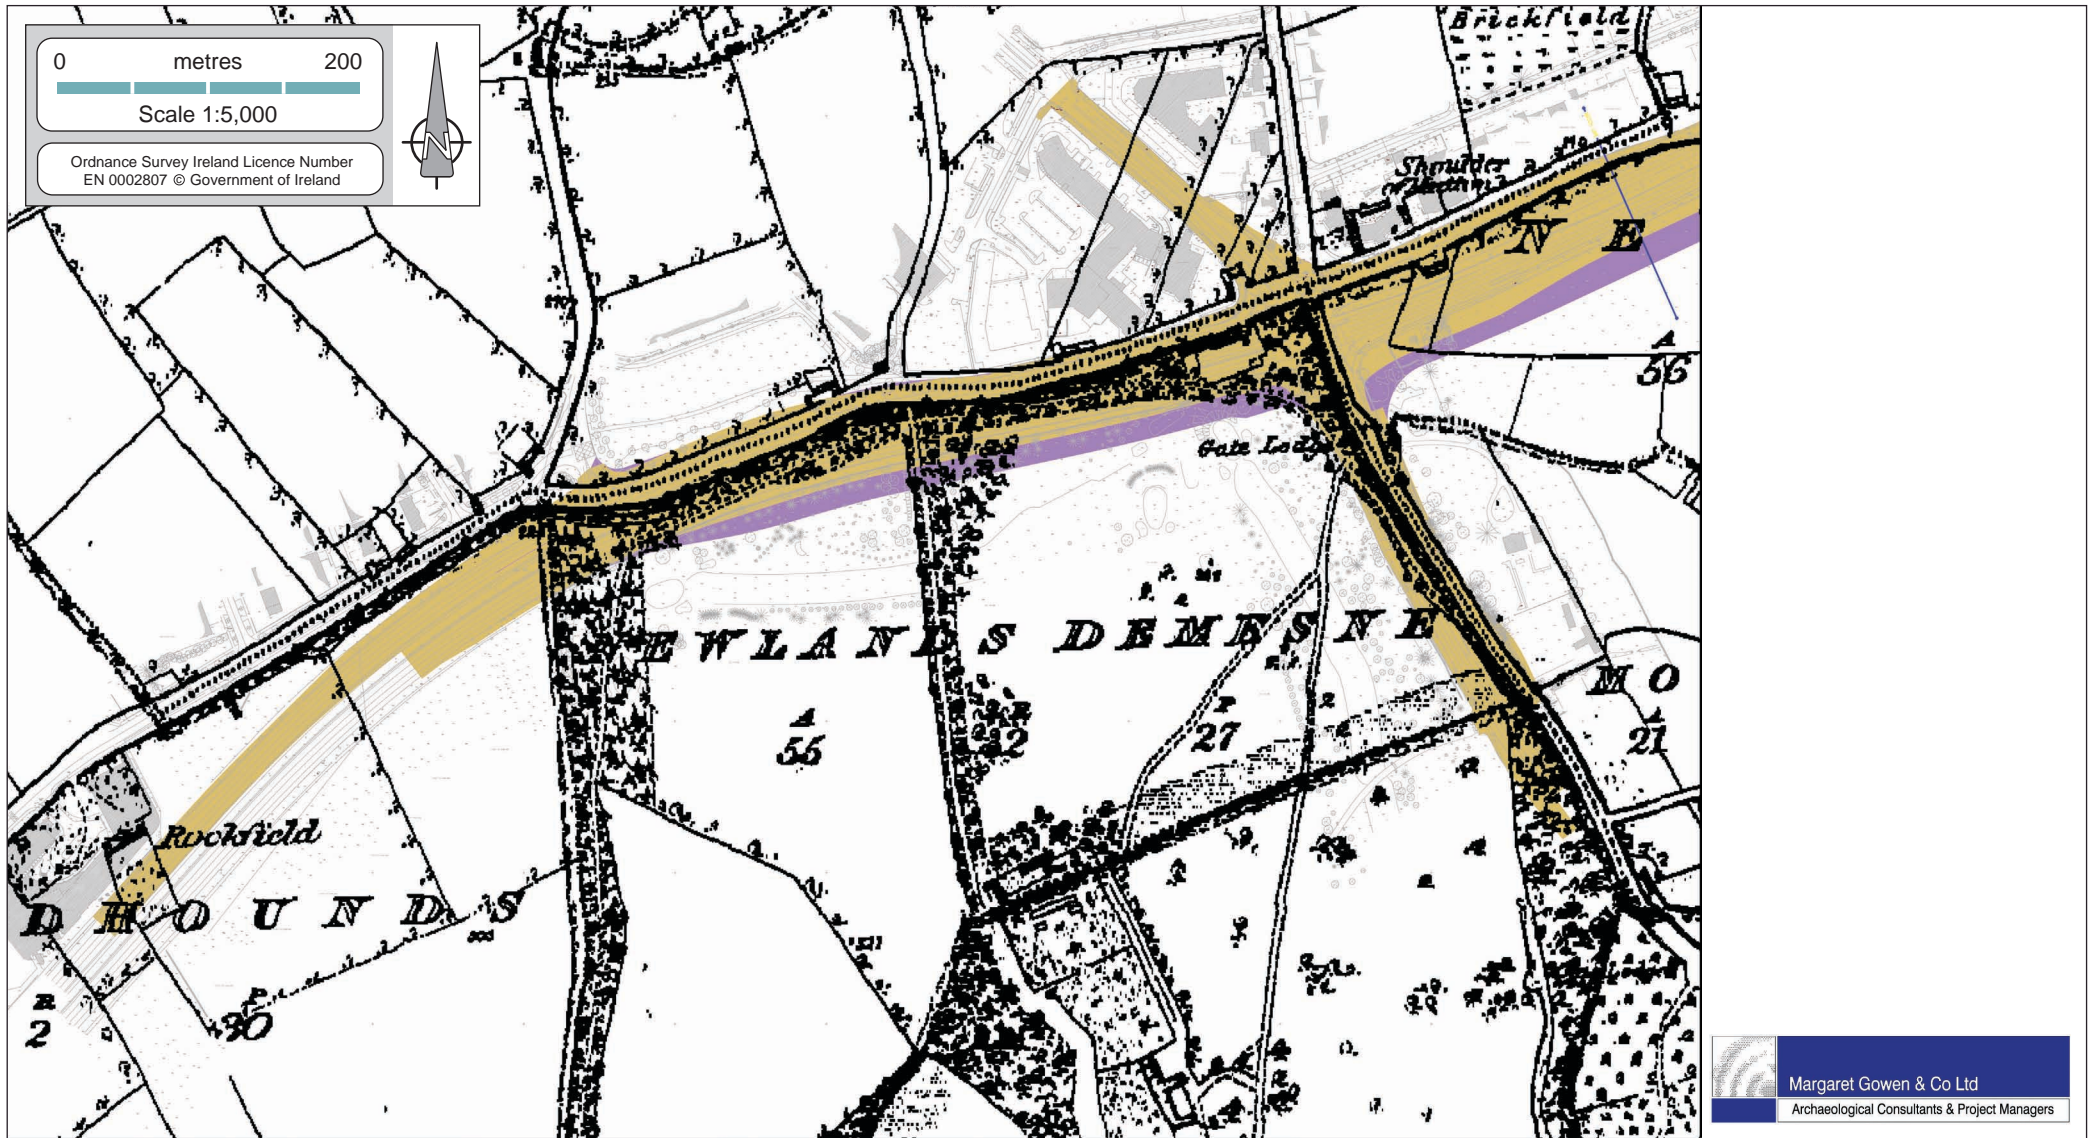 0 metres 200
Scale 1:5,000
Ordnance Survey Ireland Licence Number
EN 0002807 © Government of Ireland
N
Brickfield
Shoulder
N E
A
56
Gate Lodge
EWLANDS DEMESNE
A
55
P
27
MO
A
21
Rockfield
DHOUNDS
R
2
P
30
Margaret Gowen & Co Ltd
Archaeological Consultants & Project Managers